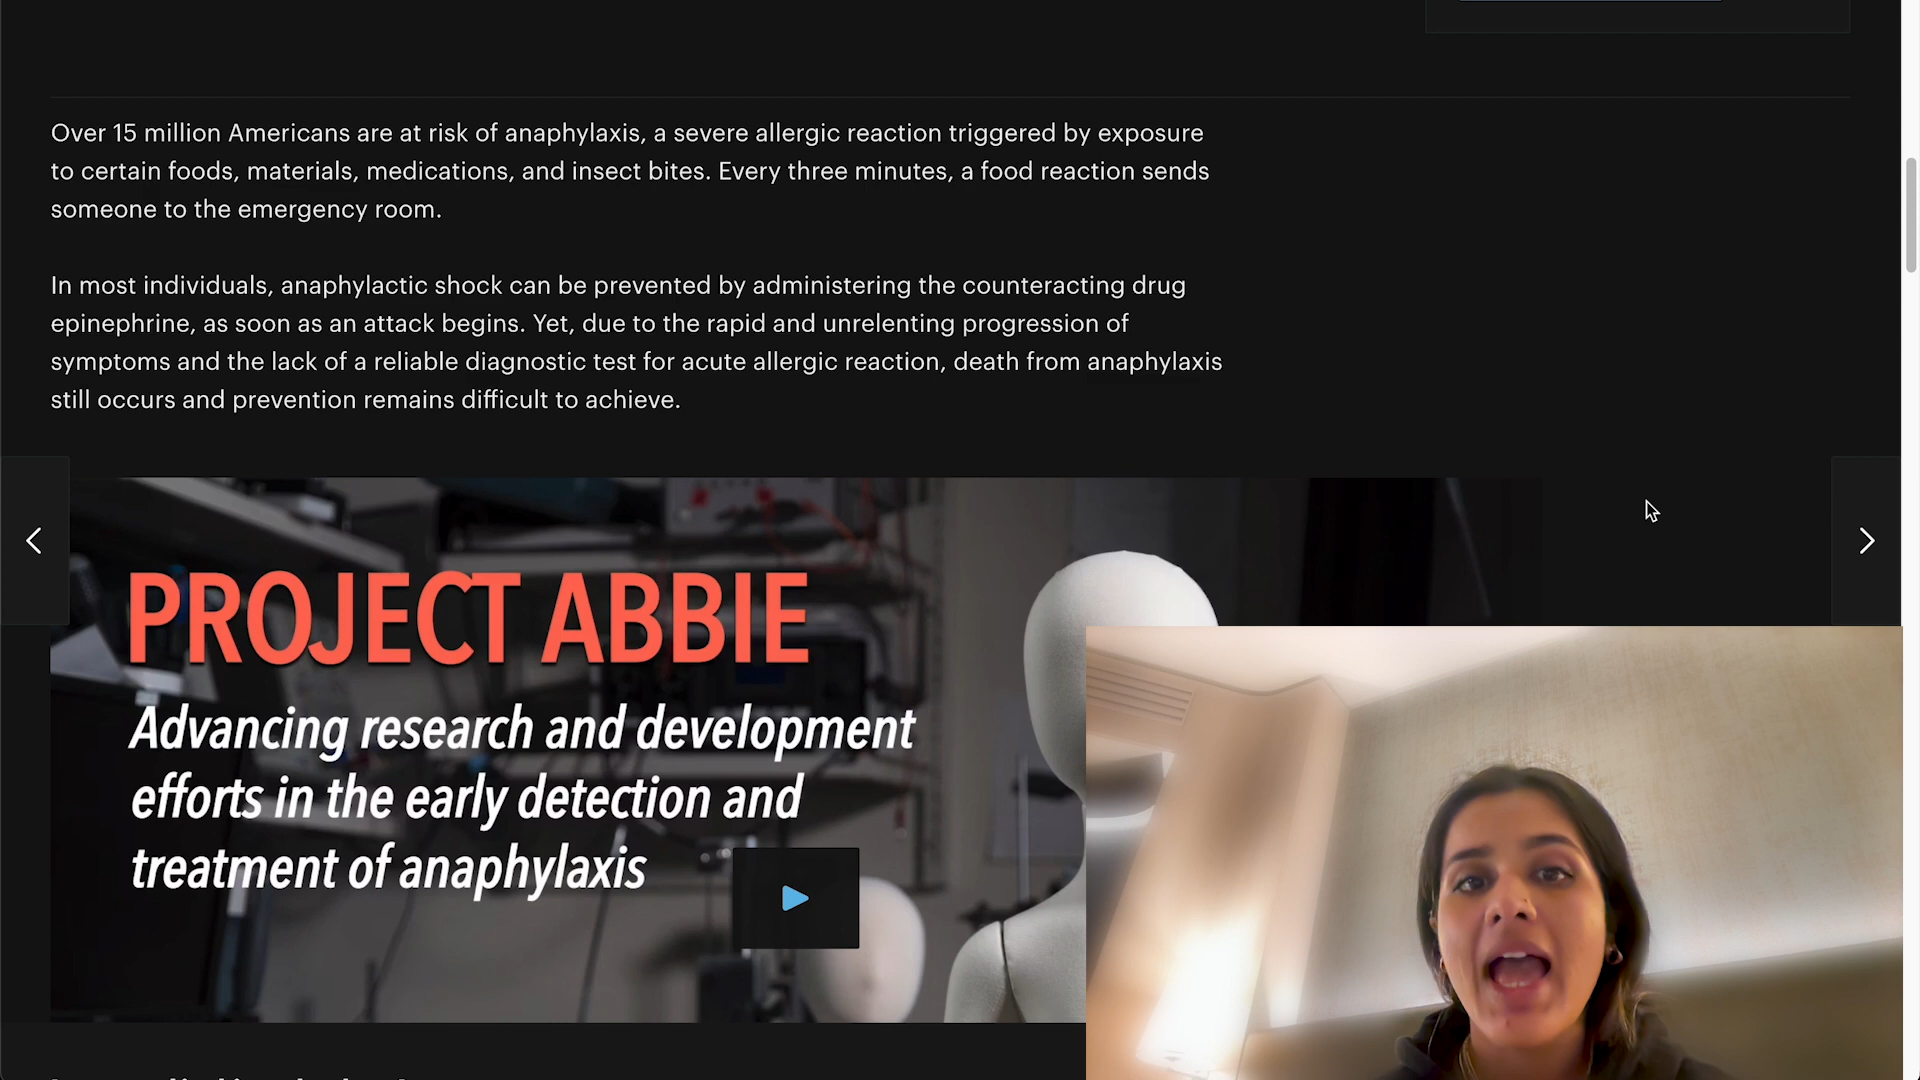 Over 15 million Americans are at risk of anaphylaxis, a severe allergic reaction triggered by exposure
to certain foods, materials, medications, and insect bites. Every three minutes, a food reaction sends
someone to the emergency room.
In most individuals, anaphylactic shock can be prevented by administering the counteracting drug
epinephrine, as soon as an attack begins. Yet, due to the rapid and unrelenting progression of
symptoms and the lack of a reliable diagnostic test for acute allergic reaction, death from anaphylaxis
still occurs and prevention remains difficult to achieve.
PROJECT ABBIE
Advancing research and development
efforts in the early detection and
treatment of anaphylaxis